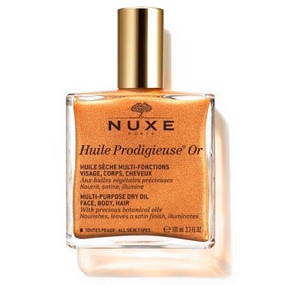 NUXE
PARIS
Huile Prodigieuse® Or
HUILE SÈCHE MULTI-FONCTIONS
VISAGE, CORPS, CHEVEUX
Aux huiles végétales précieuses
Nourrit, satine, illumine
MULTI-PURPOSE DRY OIL
FACE, BODY, HAIR
With precious botanical oils
Nourishes, leaves a satin finish, illuminates
TOUTES PEAUX - ALL SKIN TYPES
100 ml 3.3 fl.oz